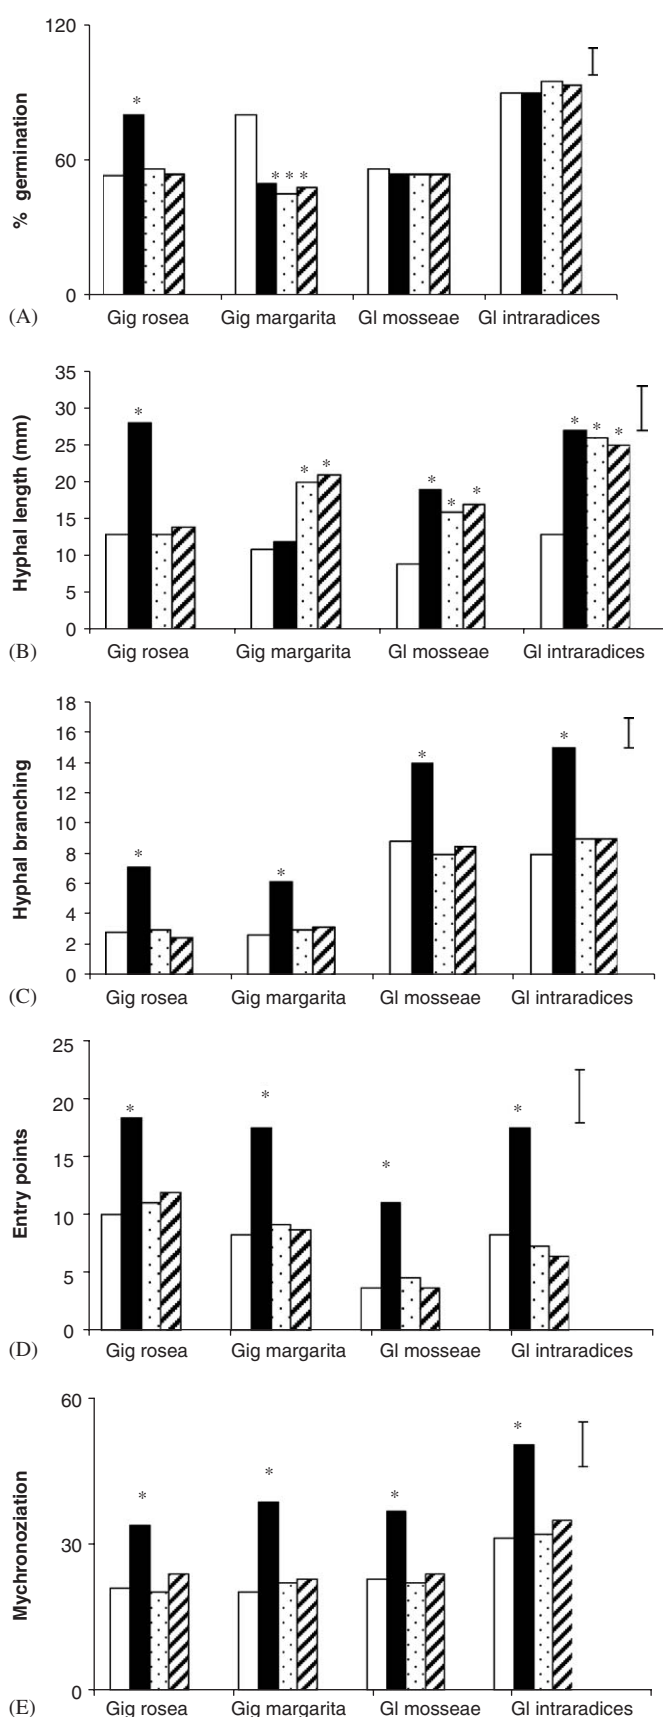 120
60
0
% germination
* * * *
(A)
Gig rosea Gig margarita Gl mosseae Gl intraradices
35
30
25
20
15
10
5
0
Hyphal length (mm)
* * * * * * * * *
(B)
Gig rosea Gig margarita Gl mosseae Gl intraradices
18
16
14
12
10
8
6
4
2
0
Hyphal branching
* * * *
(C)
Gig rosea Gig margarita Gl mosseae Gl intraradices
25
20
15
10
5
0
Entry points
* * * *
(D)
Gig rosea Gig margarita Gl mosseae Gl intraradices
60
30
0
Mychronoziation
* * * *
(E)
Gig rosea Gig margarita Gl mosseae Gl intraradices